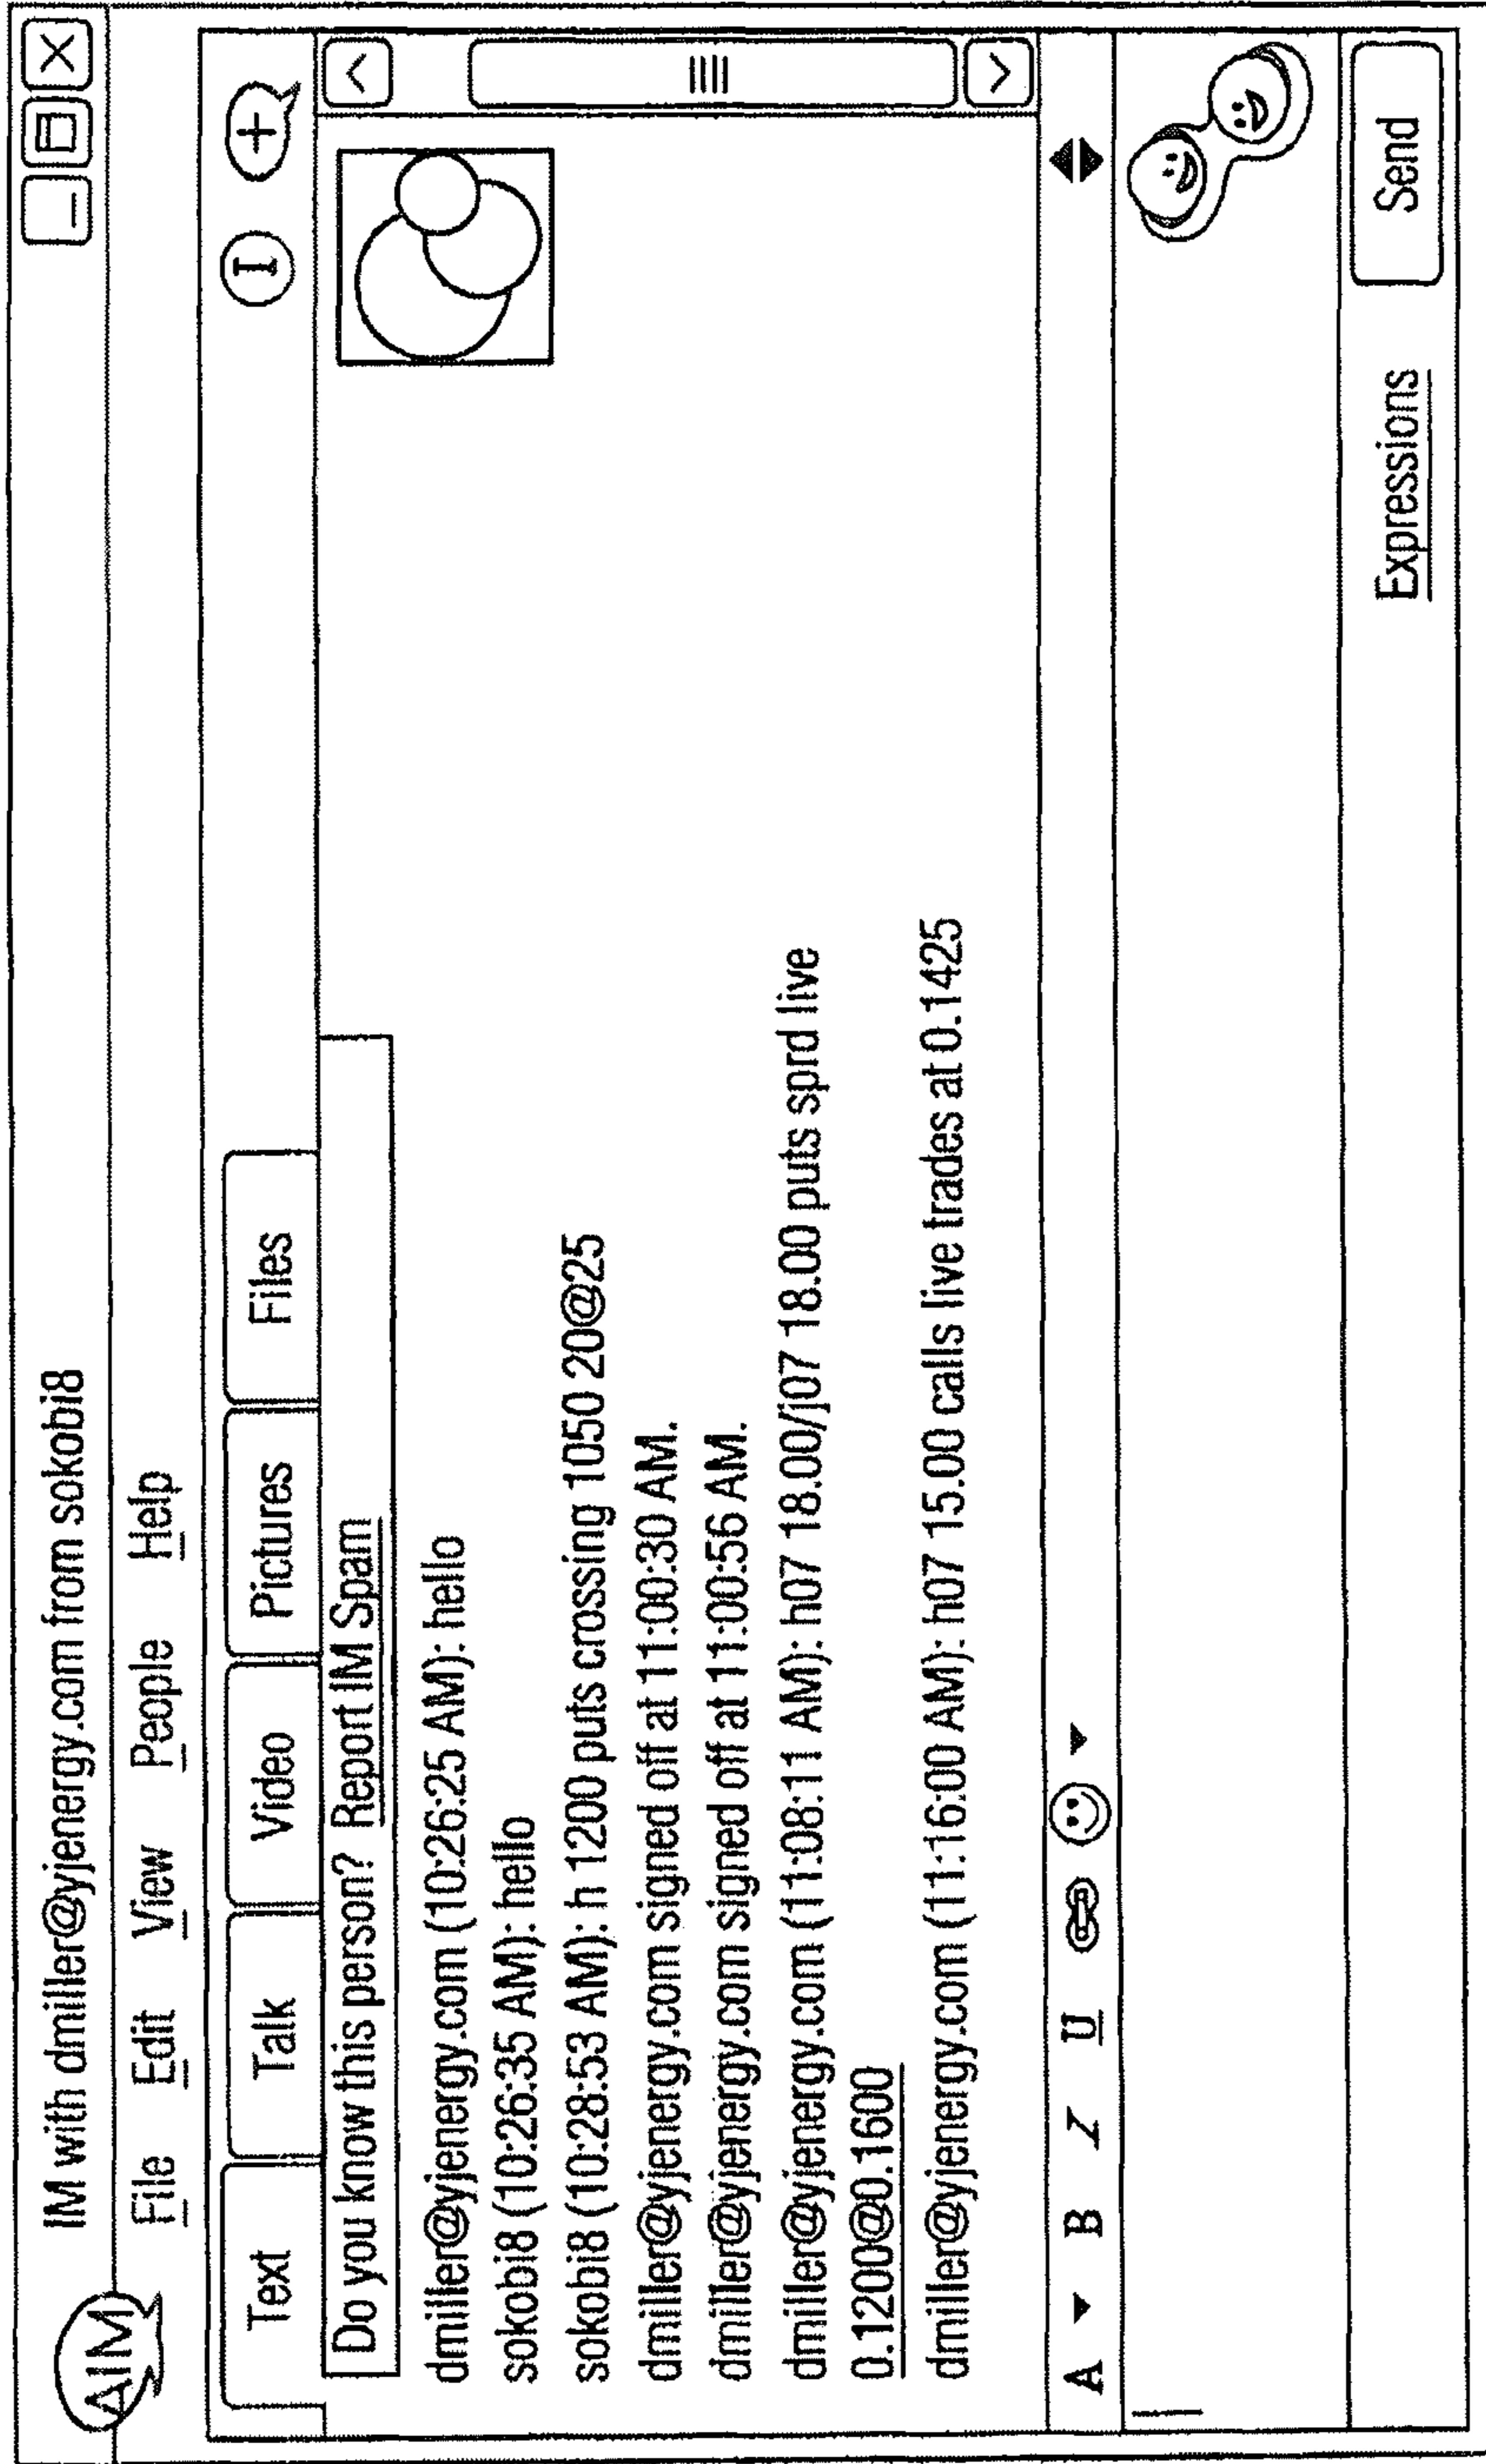 AIM
IM with dmiller@yjenergy.com from sokobi8
File Edit View People Help
Text Talk Video Pictures Files
I +
Do you know this person? Report IM Spam
dmiller@yjenergy.com (10:26:25 AM): hello
sokobi8 (10:26:35 AM): hello
sokobi8 (10:28:53 AM): h 1200 puts crossing 1050 20@25
dmiller@yjenergy.com signed off at 11:00:30 AM.
dmiller@yjenergy.com signed off at 11:00:56 AM.
dmiller@yjenergy.com (11:08:11 AM): h07 18.00/j07 18.00 puts sprd live
0.1200@0.1600
dmiller@yjenergy.com (11:16:00 AM): h07 15.00 calls live trades at 0.1425
A B I U
Expressions Send